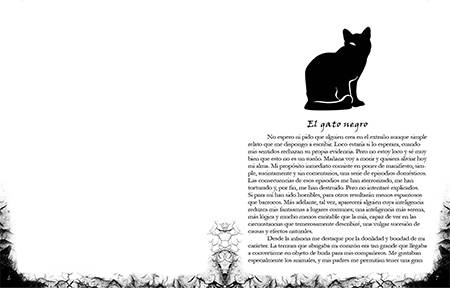 El gato negro
No espero ni pido que alguien crea en el extraño aunque simple
relato que me dispongo a escribir. Loco estaría si lo esperara, cuando
mis sentidos rechazan su propia evidencia. Pero no estoy loco y sé muy
bien que esto no es un sueño. Mañana voy a morir y quisiera aliviar hoy
mi alma. Mi propósito inmediato consiste en poner de manifiesto, sim-
ple, sucintamente y sin comentarios, una serie de episodios domésticos.
Las consecuencias de esos episodios me han aterrorizado, me han
torturado y, por fin, me han destruido. Pero no intentaré explicarlos.
Si para mí han sido horribles, para otros resultarán menos espantosos
que barrocos. Más adelante, tal vez, aparecerá alguien cuya inteligencia
reduzca mis fantasmas a lugares comunes; una inteligencia más serena,
más lógica y mucho menos excitable que la mía, capaz de ver en las
circunstancias que temerosamente describiré, una vulgar sucesión de
causas y efectos naturales.
Desde la infancia me destaqué por la docilidad y bondad de mi
carácter. La ternura que abrigaba mi corazón era tan grande que llegaba
a convertirme en objeto de burla para mis compañeros. Me gustaban
especialmente los animales, y mis padres me permitían tener una gran